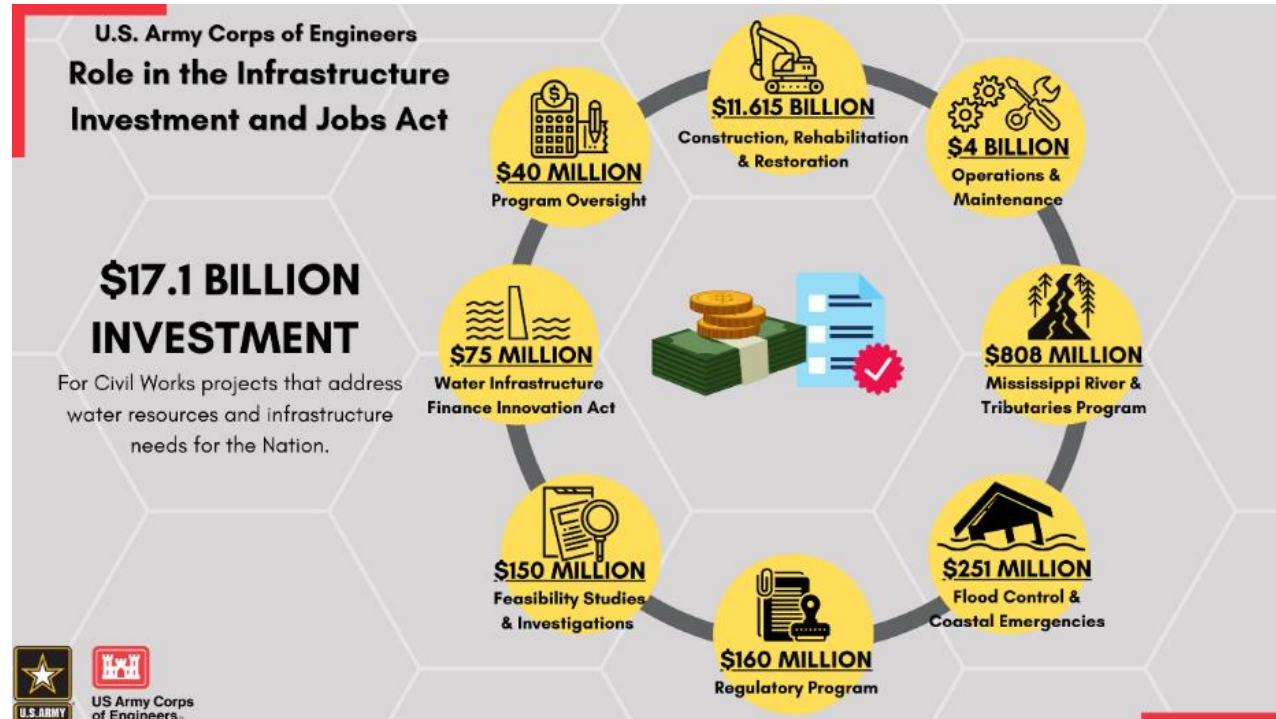 U.S. Army Corps of Engineers
Role in the Infrastructure
Investment and Jobs Act
$17.1 BILLION
INVESTMENT
For Civil Works projects that address
water resources and infrastructure
needs for the Nation.
$11.615 BILLION
Construction, Rehabilitation
& Restoration
$4 BILLION
Operations &
Maintenance
$808 MILLION
Mississippi River &
Tributaries Program
$251 MILLION
Flood Control &
Coastal Emergencies
$160 MILLION
Regulatory Program
$150 MILLION
Feasibility Studies
& Investigations
$75 MILLION
Water Infrastructure
Finance Innovation Act
$40 MILLION
Program Oversight
U.S.ARMY
US Army Corps
of Engineers